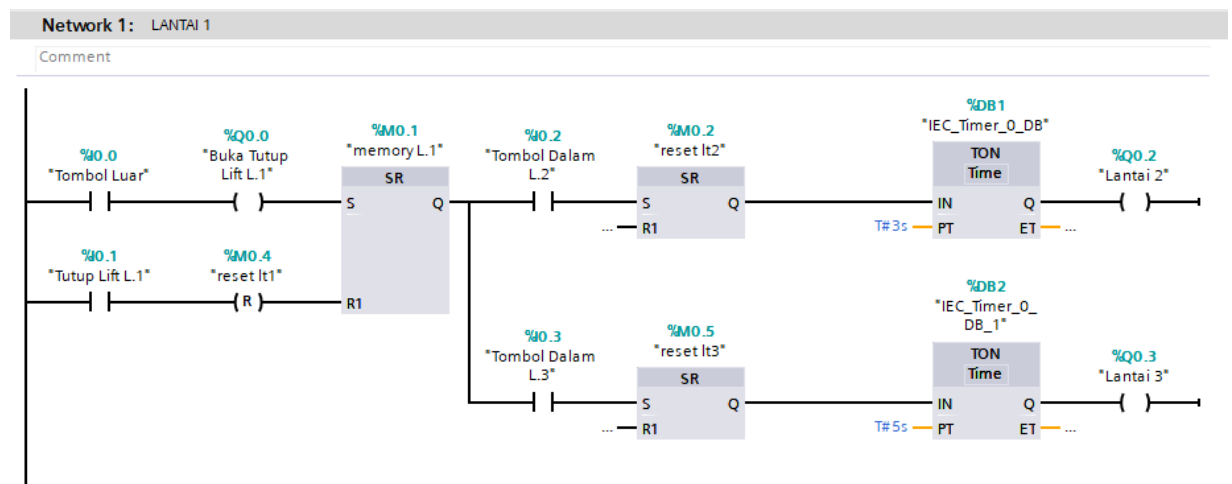 Network 1: LANTAI 1
Comment
%I0.0
"Tombol Luar"
%Q0.0
"Buka Tutup
Lift L.1"
%M0.1
"memory L.1"
SR
S Q
R1
%I0.1
"Tutup Lift L.1"
%M0.4
"reset lt1"
R
%I0.2
"Tombol Dalam
L.2"
%M0.2
"reset lt2"
SR
S Q
... R1
%DB1
"IEC_Timer_0_DB"
TON
Time
IN Q
T#3s PT ET ...
%Q0.2
"Lantai 2"
%I0.3
"Tombol Dalam
L.3"
%M0.5
"reset lt3"
SR
S Q
... R1
%DB2
"IEC_Timer_0_
DB_1"
TON
Time
IN Q
T#5s PT ET ...
%Q0.3
"Lantai 3"